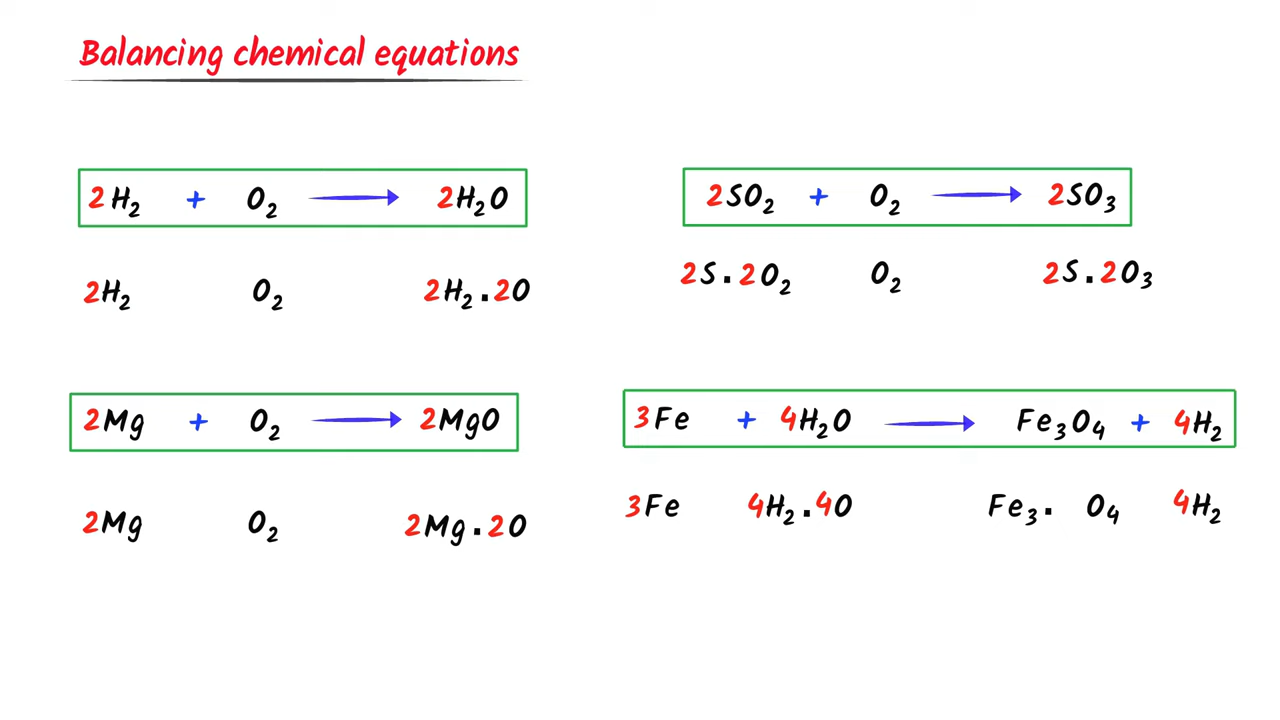 Balancing chemical equations
2H₂ + O₂ → 2H₂O
2H₂ O₂ 2H₂.2O
2SO₂ + O₂ → 2SO₃
2S.2O₂ O₂ 2S.2O₃
2Mg + O₂ → 2MgO
2Mg O₂ 2Mg.2O
3Fe + 4H₂O → Fe₃O₄ + 4H₂
3Fe 4H₂.4O Fe₃. O₄ 4H₂